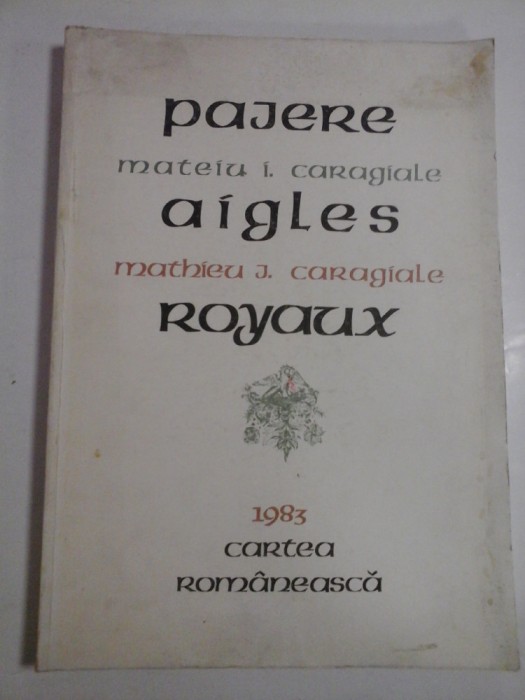 pajere
mateiu i. caragiale
aigles
mathieu j. caragiale
royaux
1983
cartea
românească